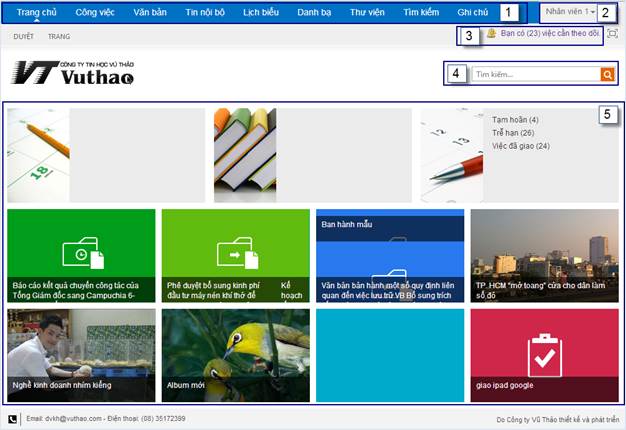 Trang chủ Công việc Văn bản Tin nội bộ Lịch biểu Danh bạ Thư viện Tìm kiếm Ghi chú 1 Nhân viên 1 2
DUYỆT TRANG 3 Bạn có (23) việc cần theo dõi.
VT CÔNG TY TIN HỌC VŨ THẢO
Vuthao
4 Tìm kiếm...
5
18
Tạm hoãn (4)
Trễ hạn (26)
Việc đã giao (24)
Ban hành mẫu
Báo cáo kết quả chuyến công tác của
Tổng Giám đốc sang Campuchia 6-
Phê duyệt bổ sung kinh phí
đầu tư máy nén khí thở để
Kế
hoạch
Văn bản ban hành một số quy định liên
quan đến việc lưu trữ.VB Bổ sung trích
TP. HCM "mở toang" cửa cho dân làm
sổ đỏ
Nghề kinh doanh nhím kiểng
Album mới
giao ipad google
Email: dvkh@vuthao.com - Điện thoại: (08) 35172399
Do Công ty Vũ Thảo thiết kế và phát triển